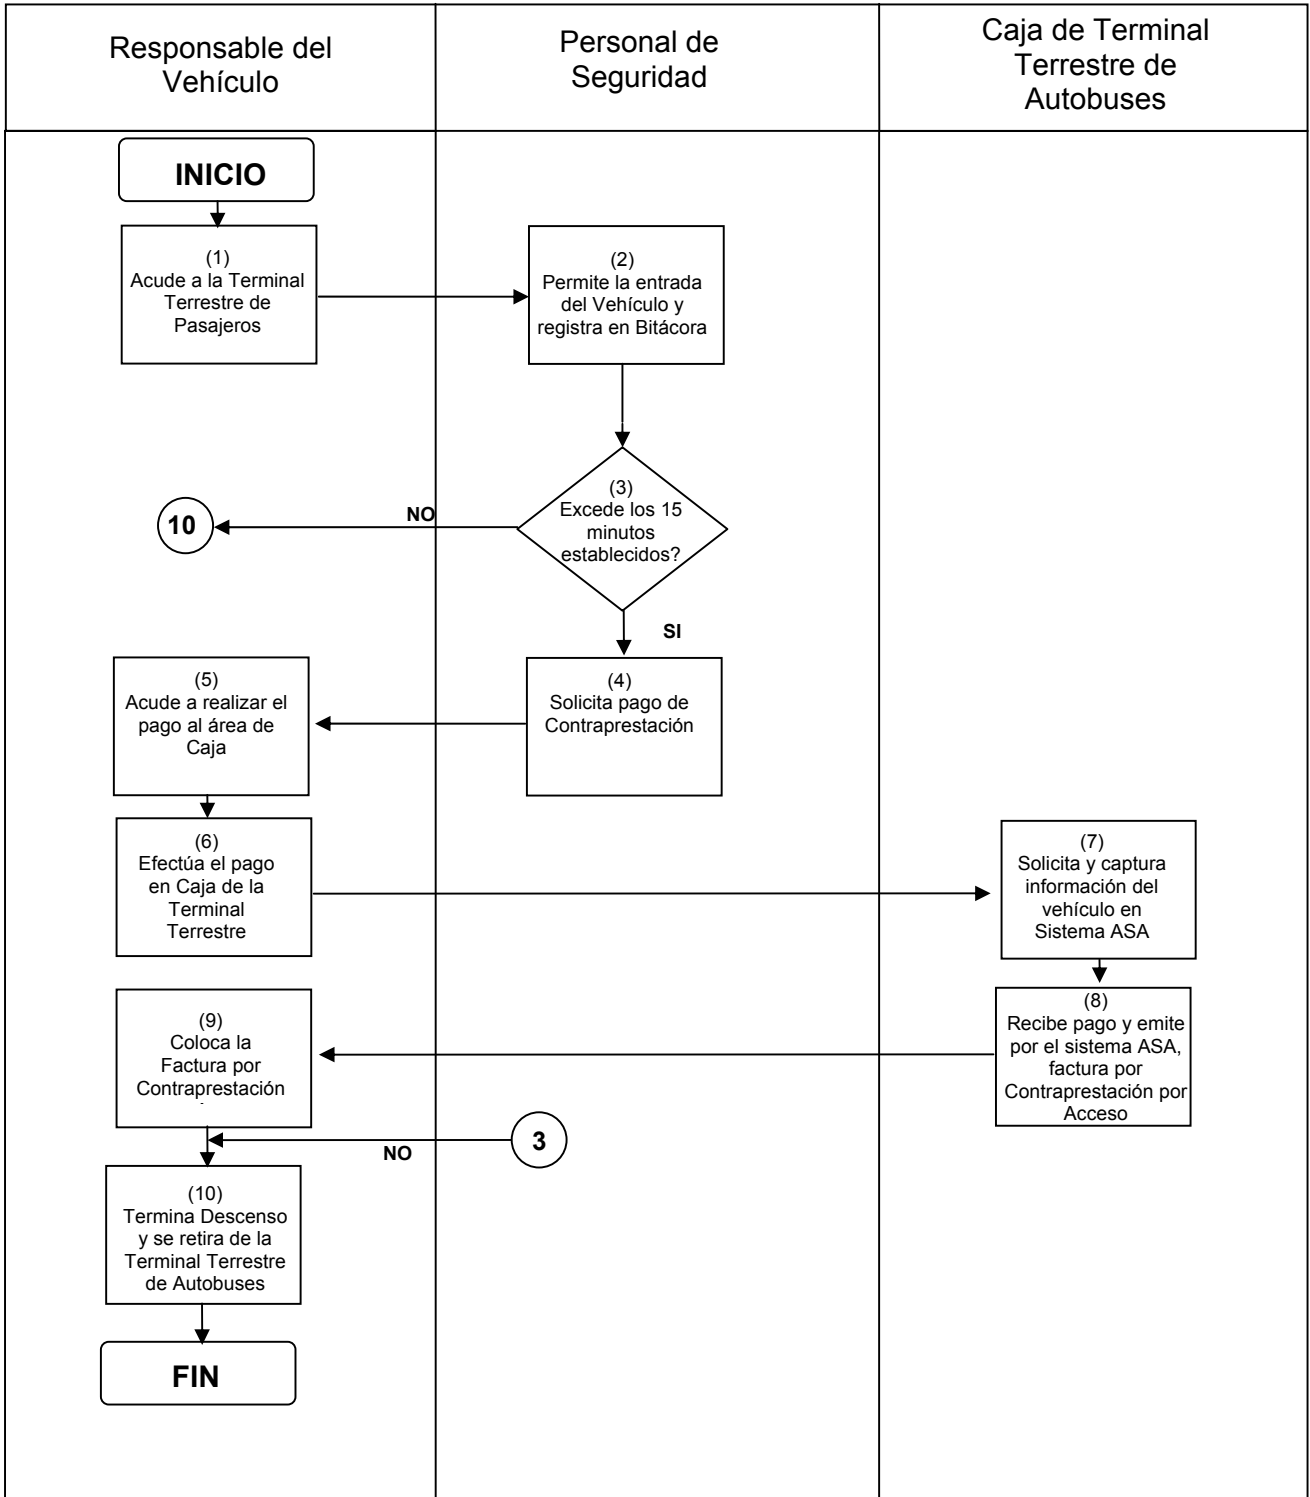 Responsable del
Vehículo
Personal de
Seguridad
Caja de Terminal
Terrestre de
Autobuses
INICIO
(1)
Acude a la Terminal
Terrestre de
Pasajeros
(2)
Permite la entrada
del Vehículo y
registra en Bitácora
(3)
Excede los 15
minutos
establecidos?
NO
10
SI
(4)
Solicita pago de
Contraprestación
(5)
Acude a realizar el
pago al área de
Caja
(6)
Efectúa el pago
en Caja de la
Terminal
Terrestre
(7)
Solicita y captura
información del
vehículo en
Sistema ASA
(8)
Recibe pago y emite
por el sistema ASA,
factura por
Contraprestación por
Acceso
(9)
Coloca la
Factura por
Contraprestación
3
NO
(10)
Termina Descenso
y se retira de la
Terminal Terrestre
de Autobuses
FIN